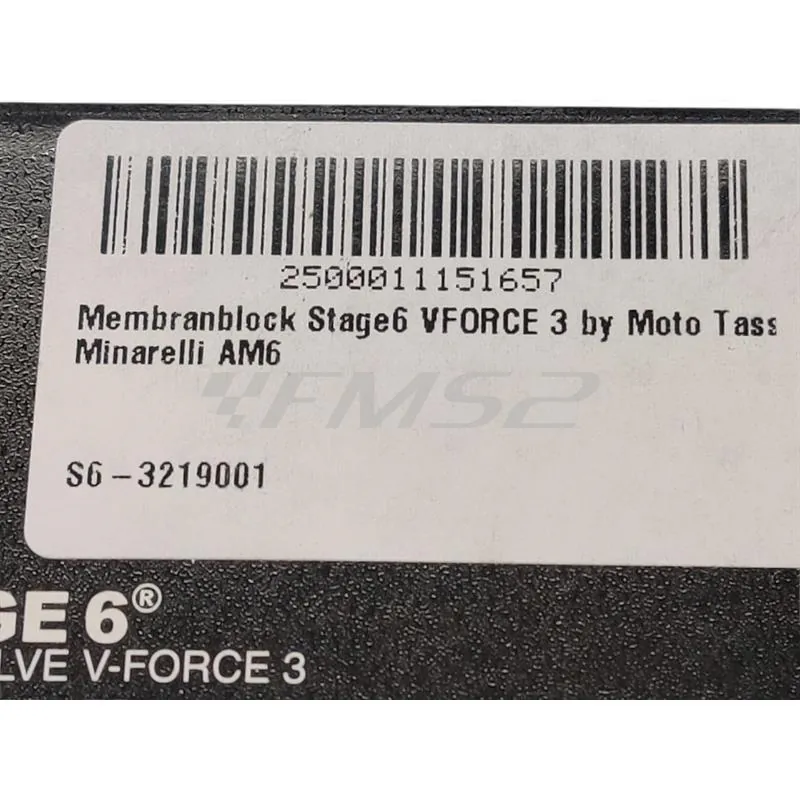 2500011151657
Membranblock Stage6 VFORCE 3 by Moto Tass
Minarelli AM6
FMS2
S6-3219001
GE 6®
LVE V-FORCE 3